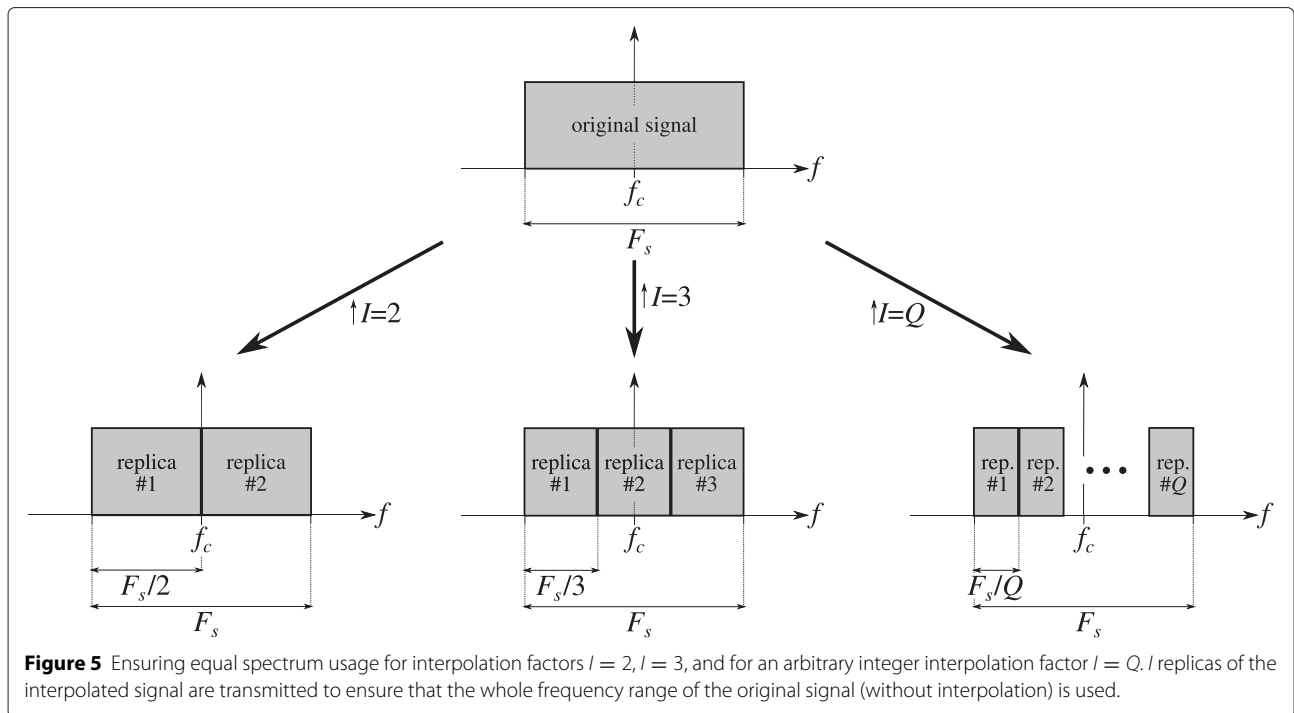 original signal
f
f_c
F_s
↑I=2
↑I=3
↑I=Q
replica #1
replica #2
f
f_c
F_s/2
F_s
replica #1
replica #2
replica #3
f
f_c
F_s/3
F_s
rep. #1
rep. #2
•••
rep. #Q
f
f_c
F_s/Q
F_s
Figure 5 Ensuring equal spectrum usage for interpolation factors I = 2, I = 3, and for an arbitrary integer interpolation factor I = Q. I replicas of the
interpolated signal are transmitted to ensure that the whole frequency range of the original signal (without interpolation) is used.